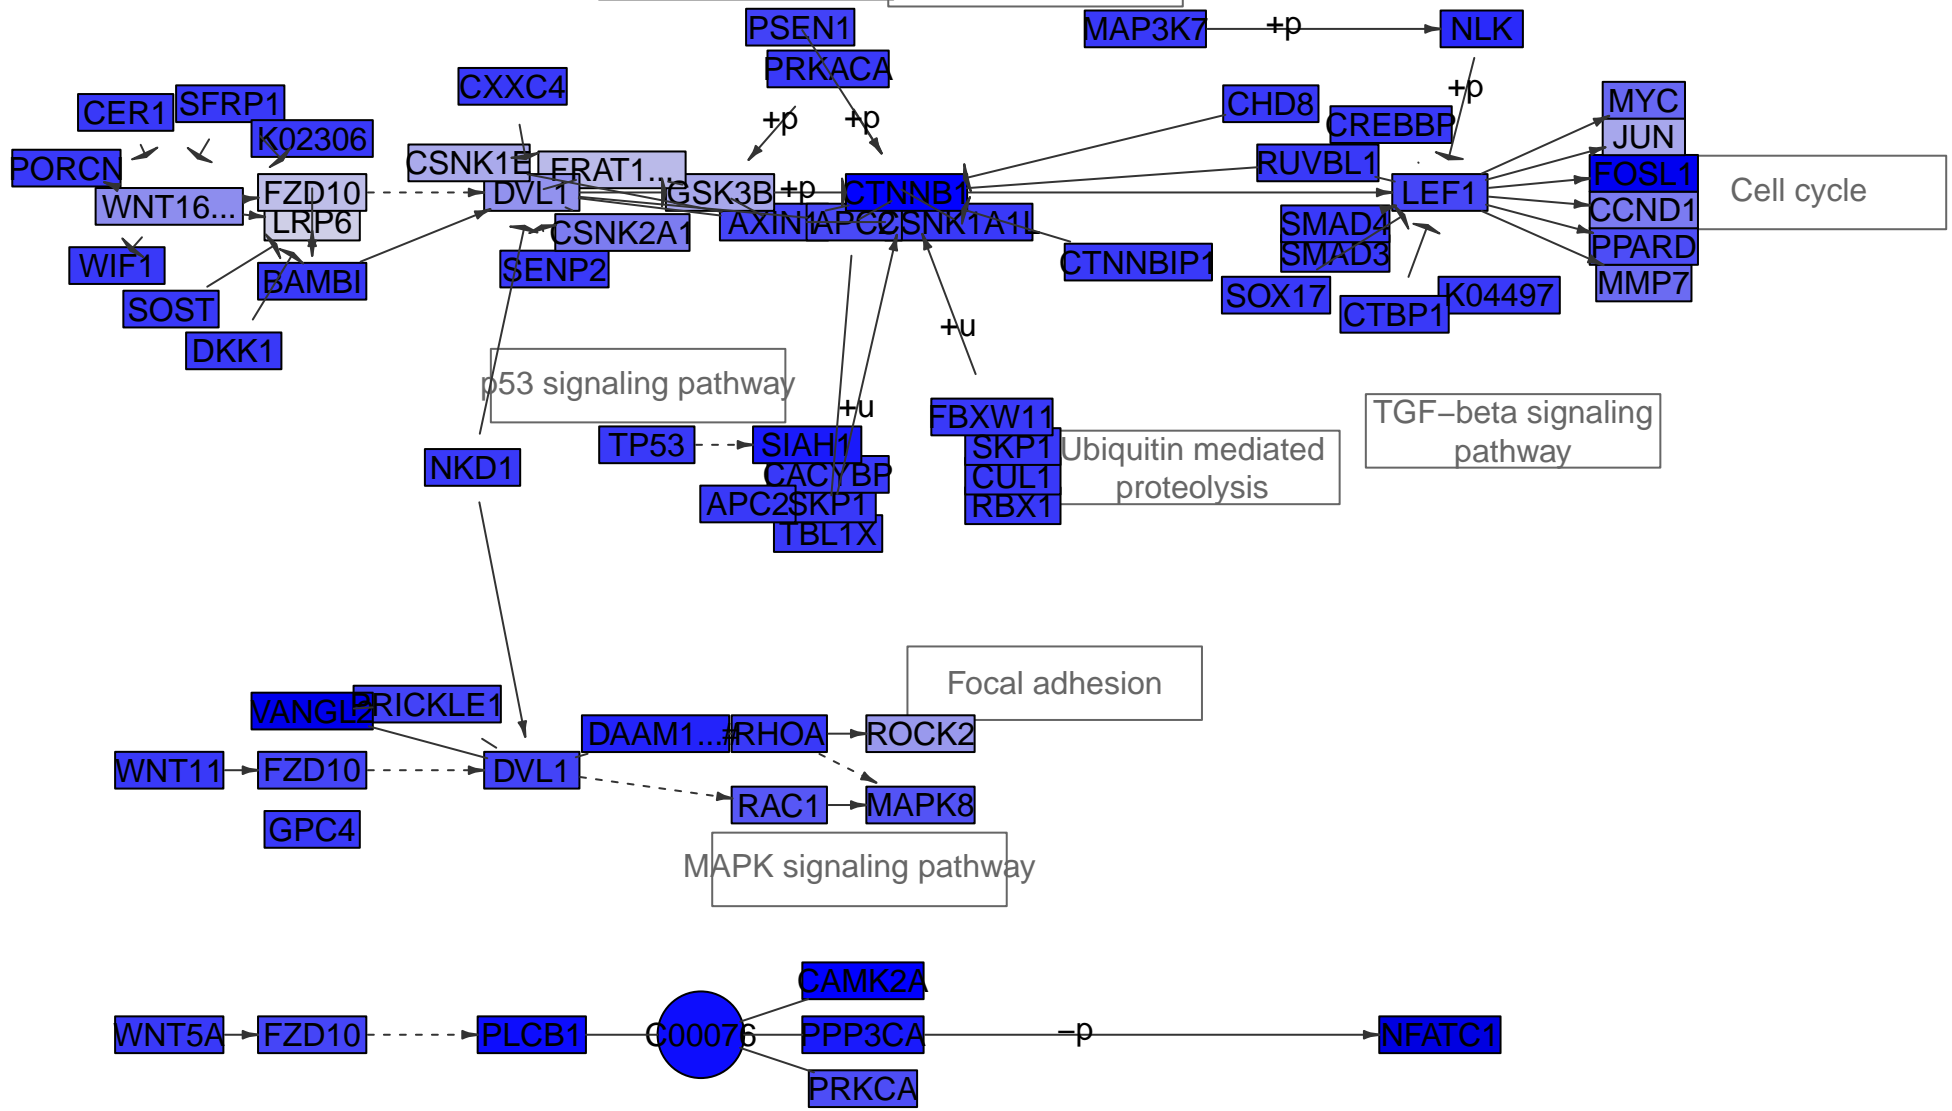 PSEN1
MAP3K7
+p
NLK
PRKACA
CXXC4
CER1
SFRP1
K02306
+p
+p
CHD8
CREBBP
+p
MYC
JUN
PORCN
CSNK1E
FRAT1...
RUVBL1
FOSL1
Cell cycle
WNT16...
FZD10
LRP6
DVL1
GSK3B
+p
CTNNB1
LEF1
CCND1
AXIN1
APC2
CSNK1A1L
SMAD4
SMAD3
PPARD
CSNK2A1
WIF1
BAMBI
SENP2
CTNNBIP1
MMP7
SOST
SOX17
K04497
CTBP1
DKK1
+u
p53 signaling pathway
+u
FBXW11
TGF−beta signaling
pathway
TP53
SIAH1
SKP1
Ubiquitin mediated
proteolysis
NKD1
CACYBP
CUL1
APC2
SKP1
RBX1
TBL1X
Focal adhesion
VANGL2
PRICKLE1
DAAM1...#
RHOA
ROCK2
WNT11
FZD10
DVL1
RAC1
MAPK8
GPC4
MAPK signaling pathway
CAMK2A
WNT5A
FZD10
PLCB1
C00076
PPP3CA
−p
NFATC1
PRKCA